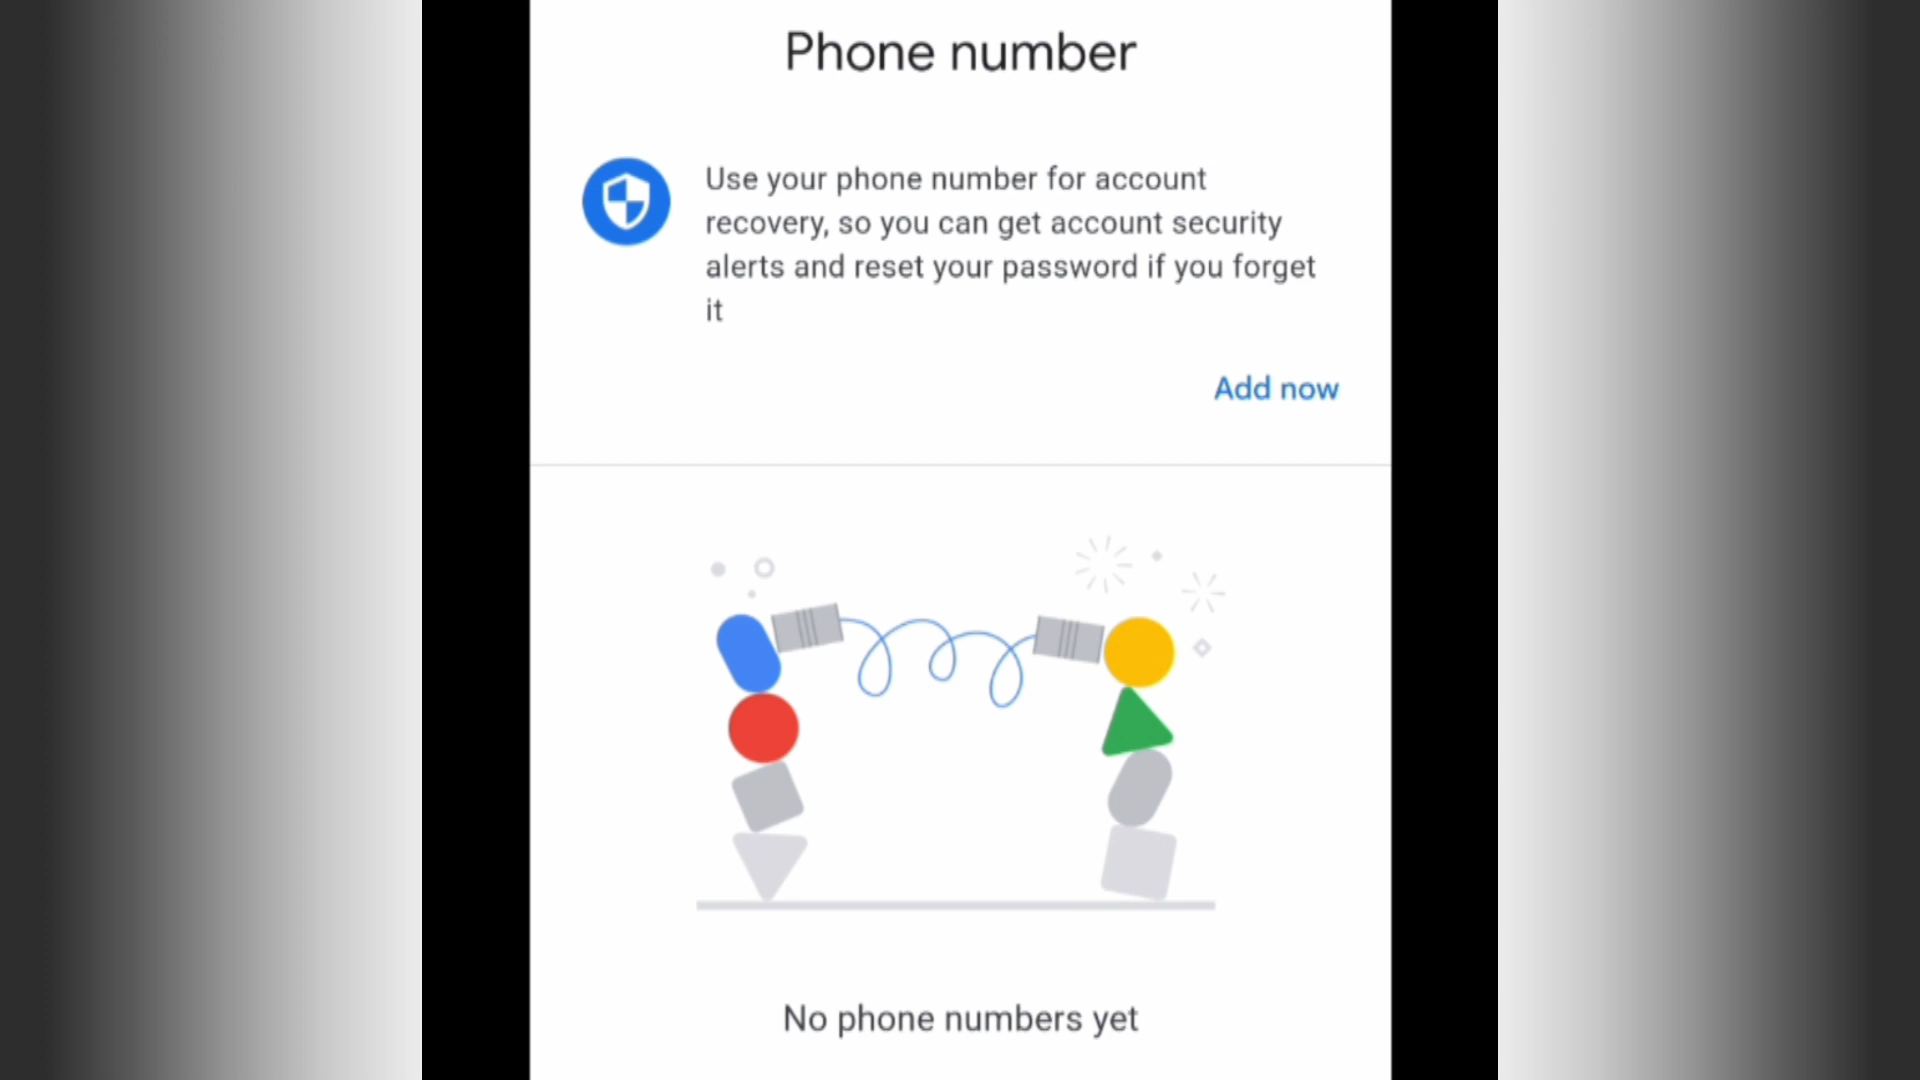 Phone number
Use your phone number for account
recovery, so you can get account security
alerts and reset your password if you forget
it
Add now
No phone numbers yet